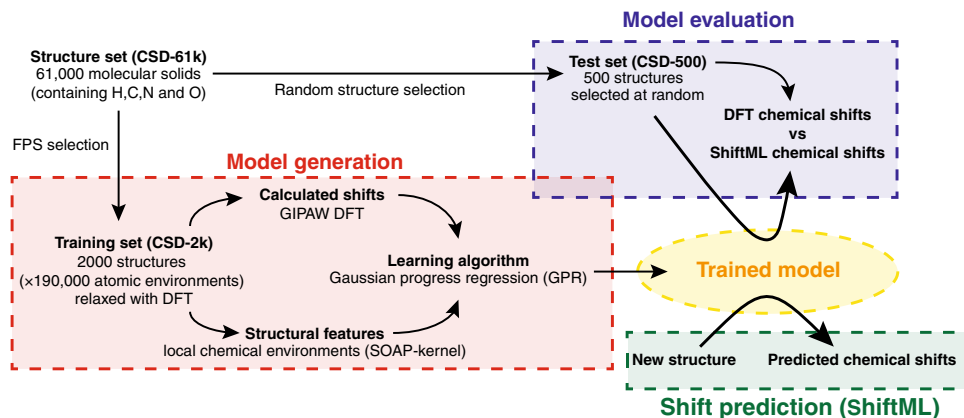 Structure set (CSD-61k)
61,000 molecular solids
(containing H,C,N and O)
Random structure selection
FPS selection
Model evaluation
Test set (CSD-500)
500 structures
selected at random
DFT chemical shifts
vs
ShiftML chemical shifts
Model generation
Calculated shifts
GIPAW DFT
Training set (CSD-2k)
2000 structures
(×190,000 atomic environments)
relaxed with DFT
Learning algorithm
Gaussian progress regression (GPR)
Structural features
local chemical environments (SOAP-kernel)
Trained model
New structure
Predicted chemical shifts
Shift prediction (ShiftML)